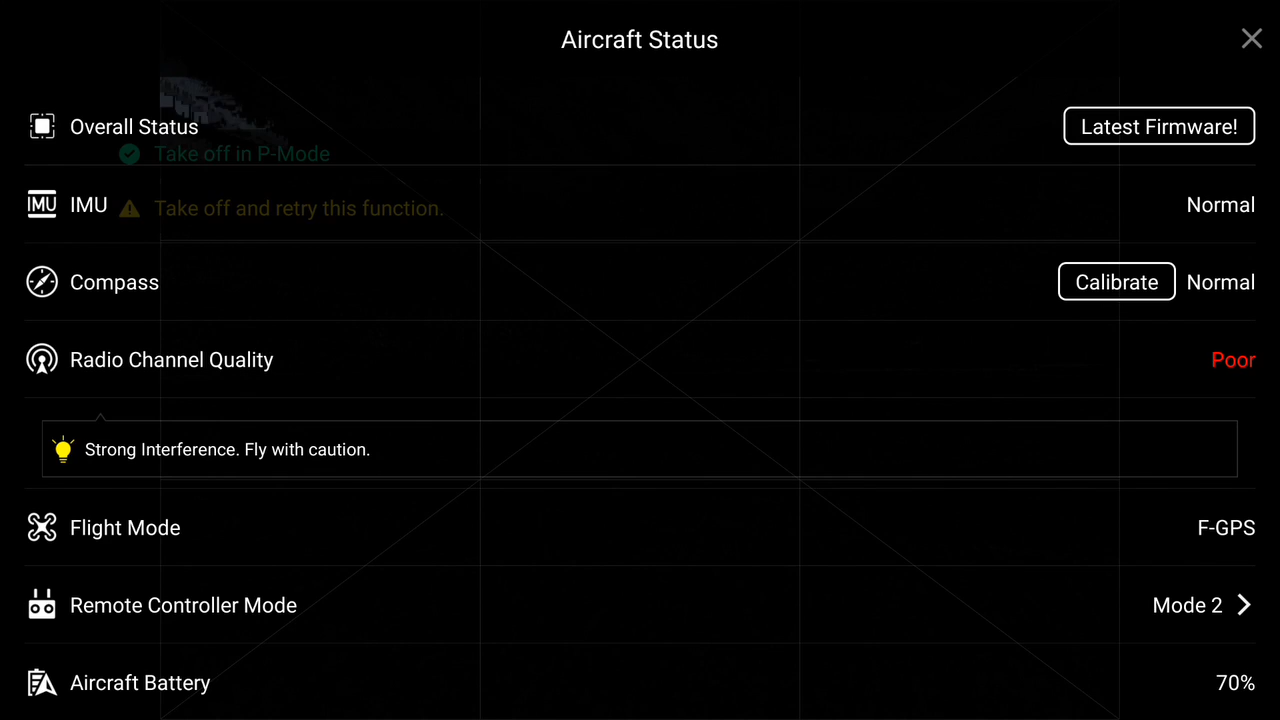 Aircraft Status
Overall Status
Latest Firmware!
Take off in P-Mode
IMU
IMU
Normal
Take off and retry this function.
Compass
Calibrate
Normal
Radio Channel Quality
Poor
Strong Interference. Fly with caution.
Flight Mode
F-GPS
Remote Controller Mode
Mode 2
Aircraft Battery
70%